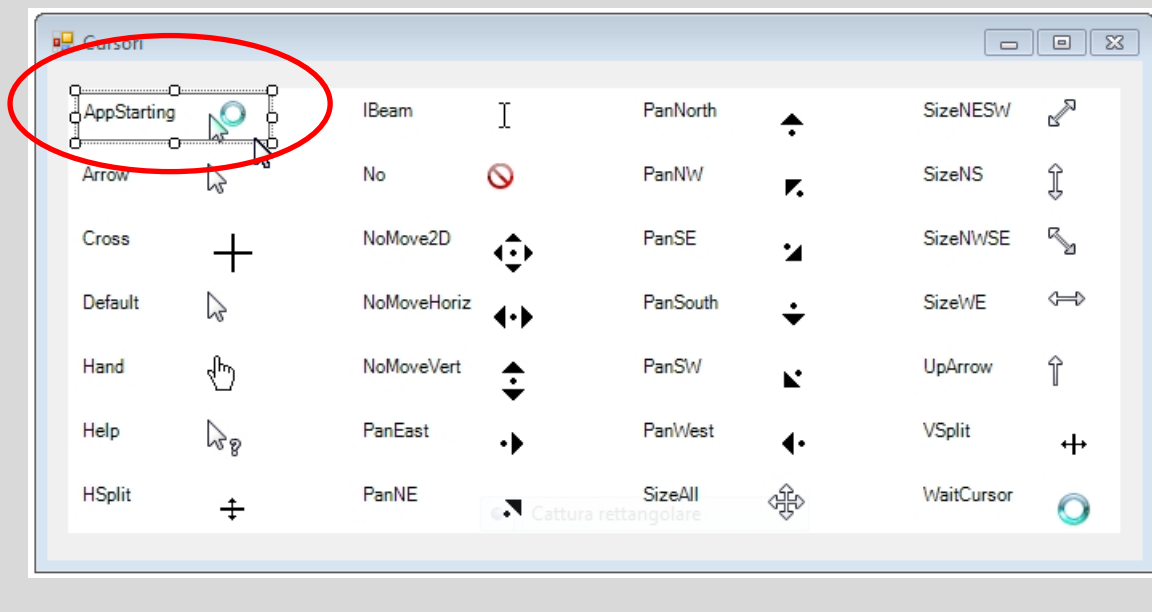 Cursori
AppStarting IBeam PanNorth SizeNESW
Arrow No PanNW SizeNS
Cross NoMove2D PanSE SizeNWSE
Default NoMoveHoriz PanSouth SizeWE
Hand NoMoveVert PanSW UpArrow
Help PanEast PanWest VSplit
HSplit PanNE SizeAll WaitCursor
Cattura rettangolare